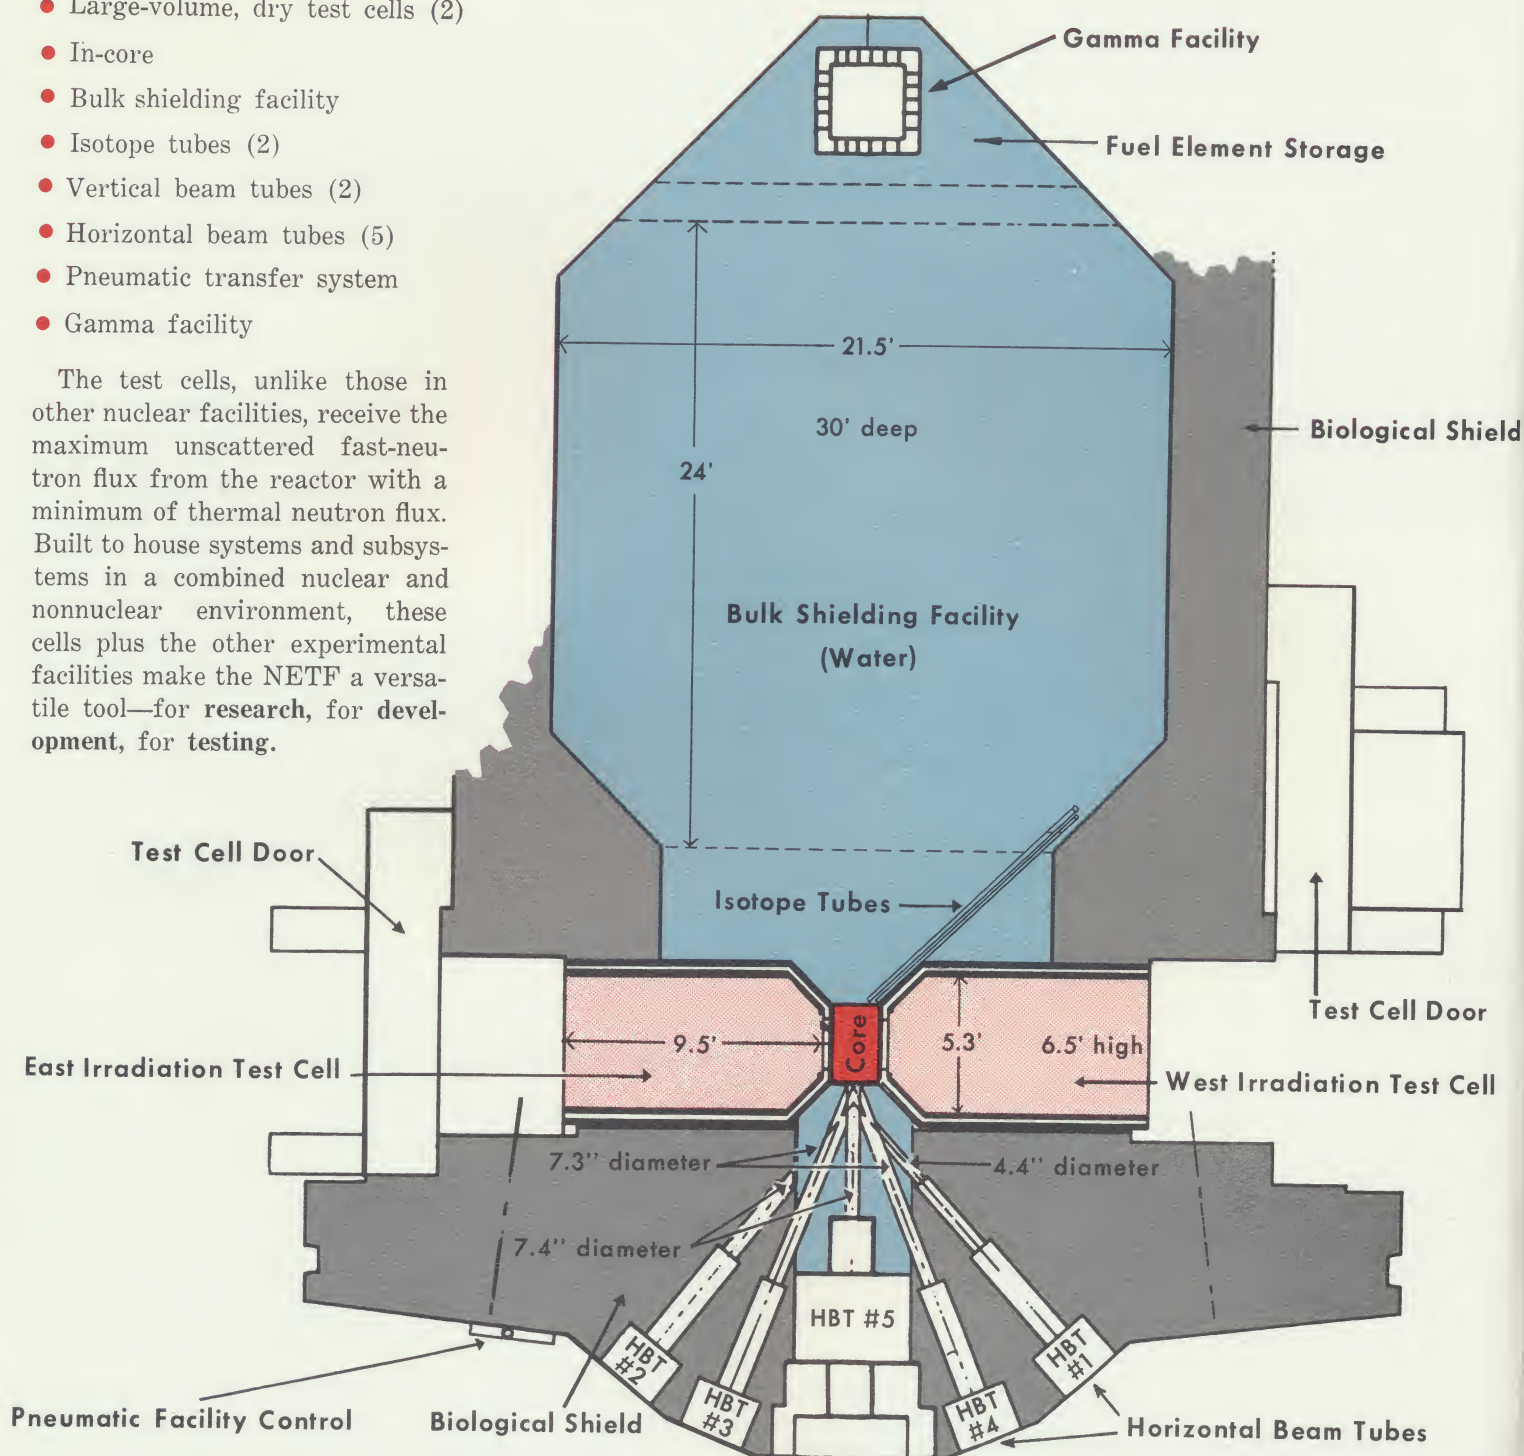 Large-volume, dry test cells (2)
In-core
Bulk shielding facility
Isotope tubes (2)
Vertical beam tubes (2)
Horizontal beam tubes (5)
Pneumatic transfer system
Gamma facility
The test cells, unlike those in
other nuclear facilities, receive the
maximum unscattered fast-neu-
tron flux from the reactor with a
minimum of thermal neutron flux.
Built to house systems and subsys-
tems in a combined nuclear and
nonnuclear environment, these
cells plus the other experimental
facilities make the NETF a versa-
tile tool—for research, for devel-
opment, for testing.
Gamma Facility
Fuel Element Storage
21.5'
30' deep
24'
Biological Shield
Bulk Shielding Facility
(Water)
Test Cell Door
Isotope Tubes
Test Cell Door
East Irradiation Test Cell
9.5'
Core
5.3'
6.5' high
West Irradiation Test Cell
7.3" diameter
4.4" diameter
7.4" diameter
HBT #5
HBT
#2
HBT
#3
HBT
#4
HBT
#1
Pneumatic Facility Control
Biological Shield
Horizontal Beam Tubes